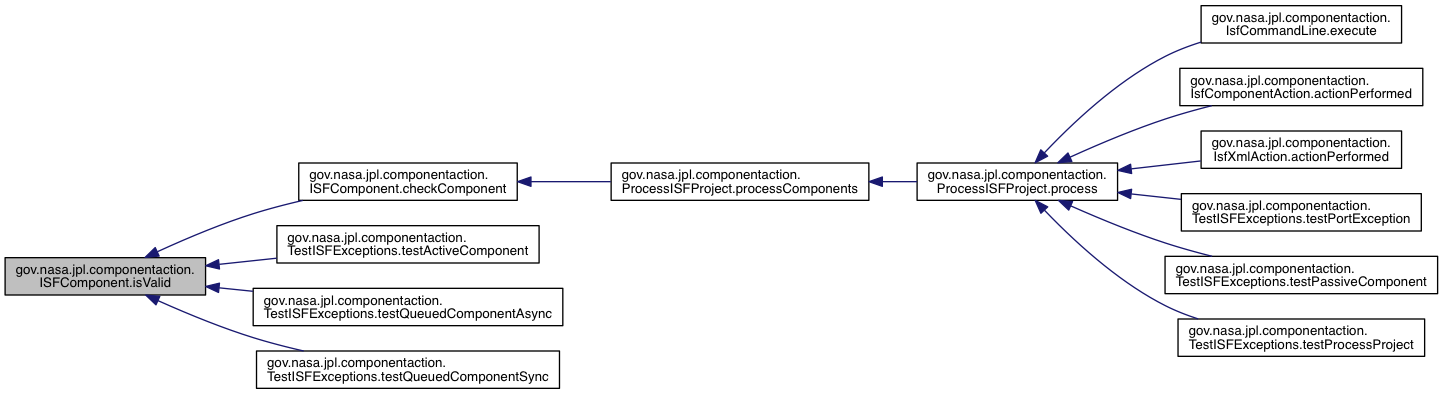 gov.nasa.jpl.componentaction.
IsfCommandLine.execute
gov.nasa.jpl.componentaction.
IsfComponentAction.actionPerformed
gov.nasa.jpl.componentaction.
IsfXmlAction.actionPerformed
gov.nasa.jpl.componentaction.
ISFComponent.checkComponent
gov.nasa.jpl.componentaction.
ProcessISFProject.processComponents
gov.nasa.jpl.componentaction.
ProcessISFProject.process
gov.nasa.jpl.componentaction.
TestISFExceptions.testPortException
gov.nasa.jpl.componentaction.
TestISFExceptions.testActiveComponent
gov.nasa.jpl.componentaction.
ISFComponent.isValid
gov.nasa.jpl.componentaction.
TestISFExceptions.testPassiveComponent
gov.nasa.jpl.componentaction.
TestISFExceptions.testQueuedComponentAsync
gov.nasa.jpl.componentaction.
TestISFExceptions.testProcessProject
gov.nasa.jpl.componentaction.
TestISFExceptions.testQueuedComponentSync